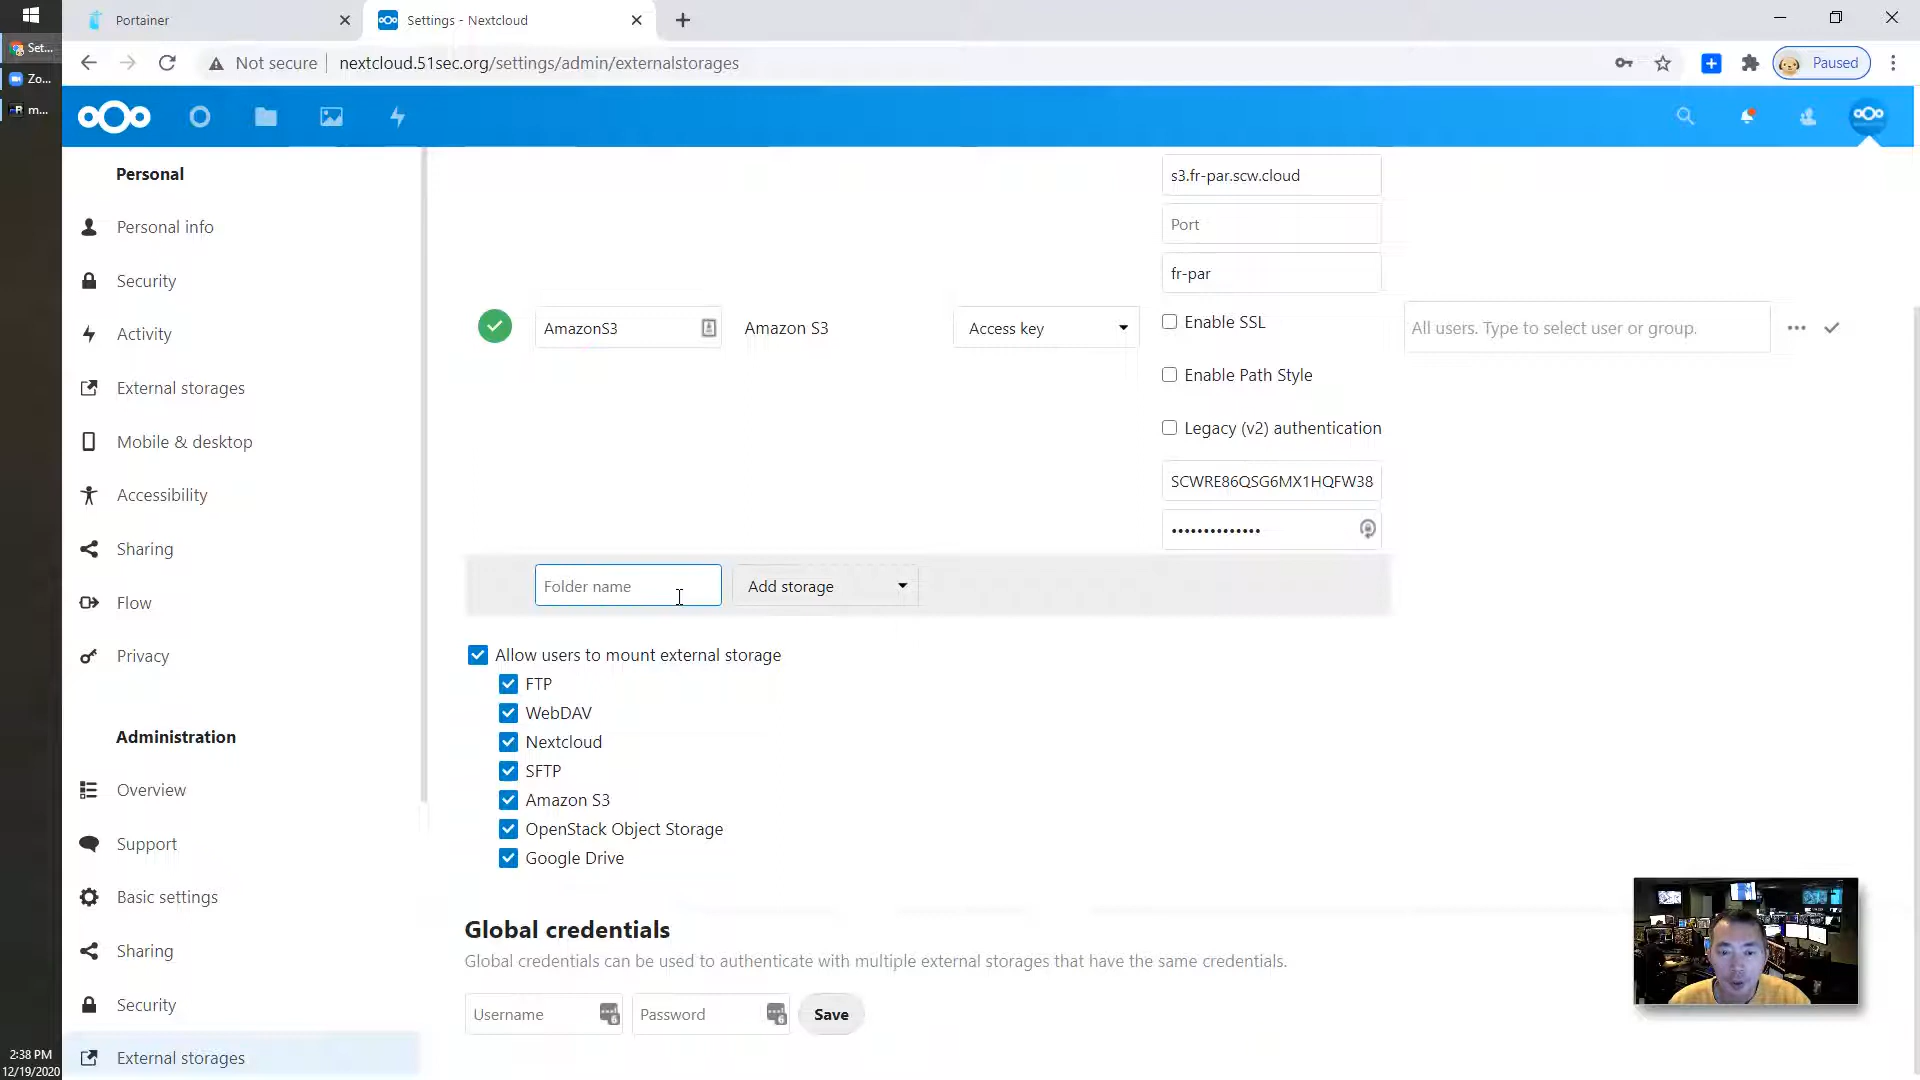 Portainer
Settings - Nextcloud
Set...
Not secure
nextcloud.51sec.org/settings/admin/externalstorages
Paused
Zo...
m...
Personal
Personal info
Security
Activity
External storages
Mobile & desktop
Accessibility
Sharing
Flow
Privacy
Administration
Overview
Support
Basic settings
Sharing
Security
External storages
s3.fr-par.scw.cloud
Port
fr-par
AmazonS3
Amazon S3
Access key
Enable SSL
All users. Type to select user or group.
Enable Path Style
Legacy (v2) authentication
SCWRE86QSG6MX1HQFW38
••••••••••••••
Folder name
Add storage
Allow users to mount external storage
FTP
WebDAV
Nextcloud
SFTP
Amazon S3
OpenStack Object Storage
Google Drive
Global credentials
Global credentials can be used to authenticate with multiple external storages that have the same credentials.
Username
Password
Save
2:38 PM
12/19/2020